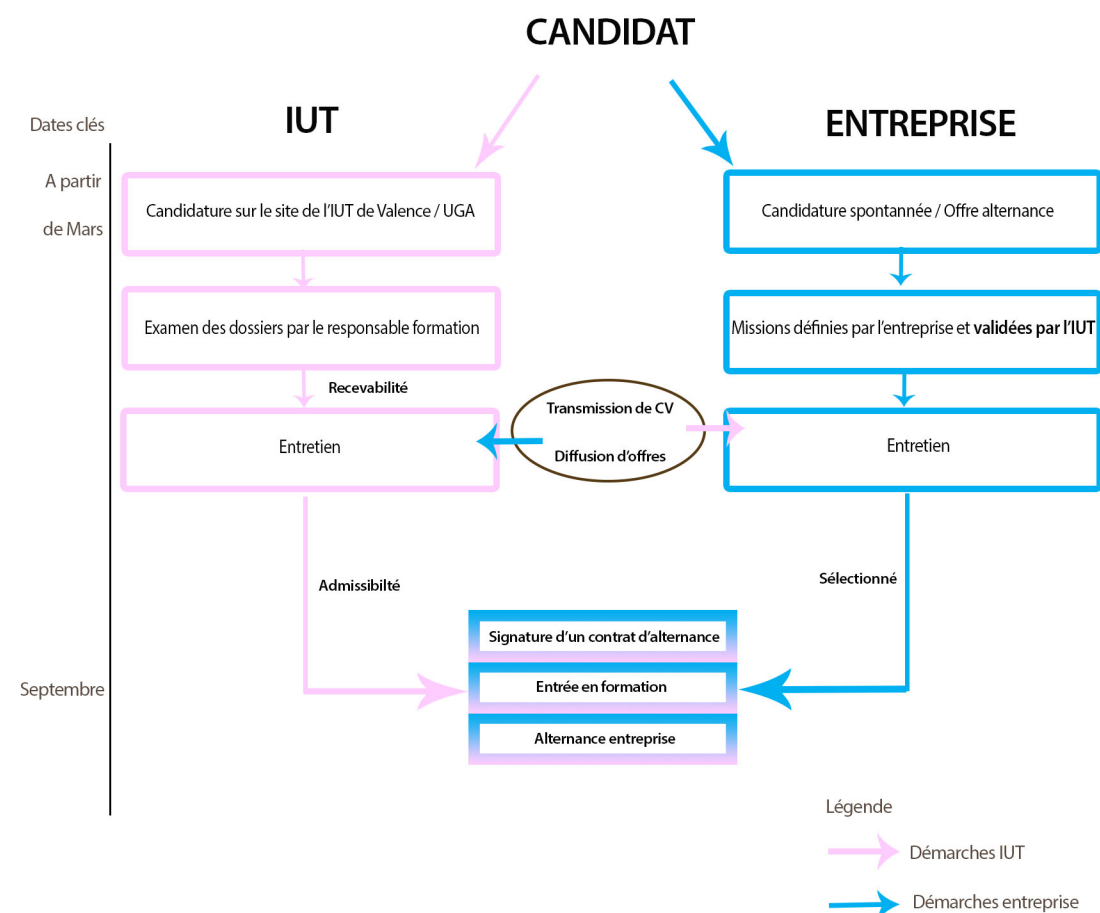 CANDIDAT
Dates clés
IUT
ENTREPRISE
A partir
de Mars
Candidature sur le site de l'IUT de Valence / UGA
Candidature spontannée / Offre alternance
Examen des dossiers par le responsable formation
Missions définies par l'entreprise et validées par l'IUT
Recevabilité
Transmission de CV
Diffusion d'offres
Entretien
Entretien
Admissibilté
Sélectionné
Signature d'un contrat d'alternance
Septembre
Entrée en formation
Alternance entreprise
Légende
Démarches IUT
Démarches entreprise